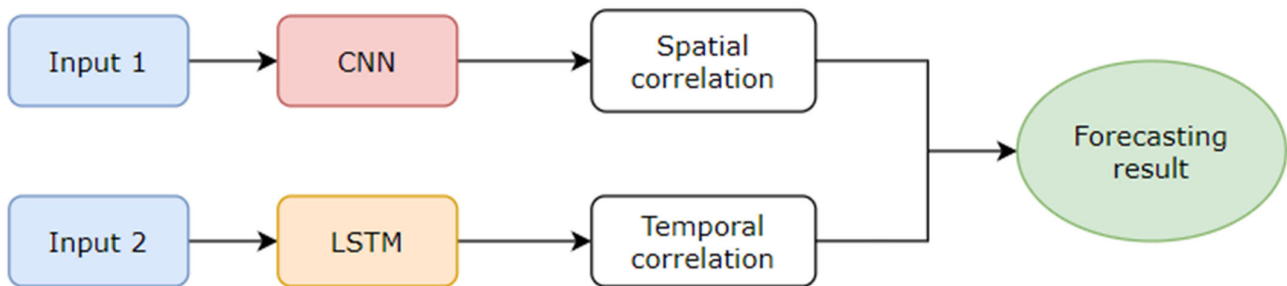 Input 1
CNN
Spatial
correlation
Input 2
LSTM
Temporal
correlation
Forecasting
result